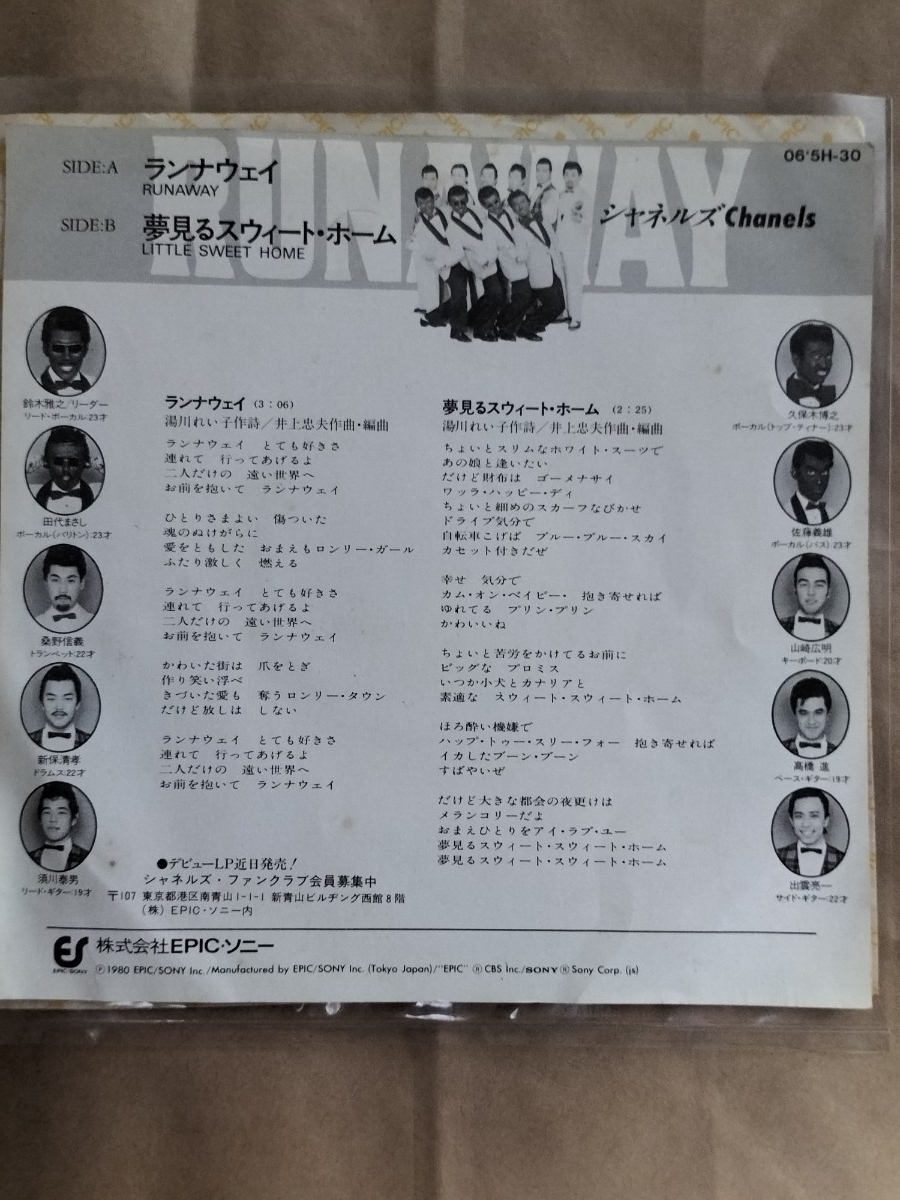 06・5H-30
SIDE:A ランナウェイ
RUNAWAY
SIDE:B 夢見るスウィート・ホーム
LITTLE SWEET HOME
RUNAWAY
シャネルズ Chanels
鈴木雅之/リーダー
リード・ボーカル:23才
田代まさし
ボーカル(バリトン):23才
桑野信義
トランペット:22才
新保清孝
ドラムス:22才
須川泰男
リード・ギター:19才
ランナウェイ (3:06)
湯川れい子作詩/井上忠夫作曲・編曲
ランナウェイ とても好きさ
連れて 行ってあげるよ
二人だけの 遠い世界へ
お前を抱いて ランナウェイ
ひとりさまよい 傷ついた
魂のぬけがらに
愛をともした おまえもロンリー・ガール
ふたり激しく 燃える
ランナウェイ とても好きさ
連れて 行ってあげるよ
二人だけの 遠い世界へ
お前を抱いて ランナウェイ
かわいた街は 爪をとぎ
作り笑い浮べ
きづいた愛も 奪うロンリー・タウン
だけど放しは しない
ランナウェイ とても好きさ
連れて 行ってあげるよ
二人だけの 遠い世界へ
お前を抱いて ランナウェイ
夢見るスウィート・ホーム (2:25)
湯川れい子作詩/井上忠夫作曲・編曲
ちょいとスリムなホワイト・スーツで
あの娘と逢いたい
だけど財布は ゴーメナサイ
ワッラ・ハッピー・ディ
ちょいと細めのスカーフなびかせ
ドライブ気分で
自転車こげば ブルー・ブルー・スカイ
カセット付きだぜ
幸せ 気分で
カム・オン・ベイビー・ 抱き寄せれば
ゆれてる プリン・プリン
かわいいね
ちょいと苦労をかけてるお前に
ビッグな プロミス
いつか小犬とカナリアと
素適な スウィート・スウィート・ホーム
ほろ酔い機嫌で
ハップ・トゥー・スリー・フォー 抱き寄せれば
イカしたブーン・ブーン
すばやいぜ
だけど大きな都会の夜更けは
メランコリーだよ
おまえひとりをアイ・ラブ・ユー
夢見るスウィート・スウィート・ホーム
夢見るスウィート・スウィート・ホーム
久保木博之
ボーカル(トップ・ティナー):23才
佐藤義雄
ボーカル(バス):23才
山崎広明
キーボード:20才
高橋 進
ベース・ギター:19才
出雲亮一
サイド・ギター:22才
●デビューLP近日発売!
シャネルズ・ファンクラブ会員募集中
〒107 東京都港区南青山1-1-1 新青山ビルヂング西館8階
(株) EPIC・ソニー内
ES
EPIC・SONY
株式会社EPIC・ソニー
Ⓟ1980 EPIC/SONY Inc./Manufactured by EPIC/SONY Inc. (Tokyo Japan)/"EPIC" Ⓡ CBS Inc./SONY Ⓡ Sony Corp. (js)